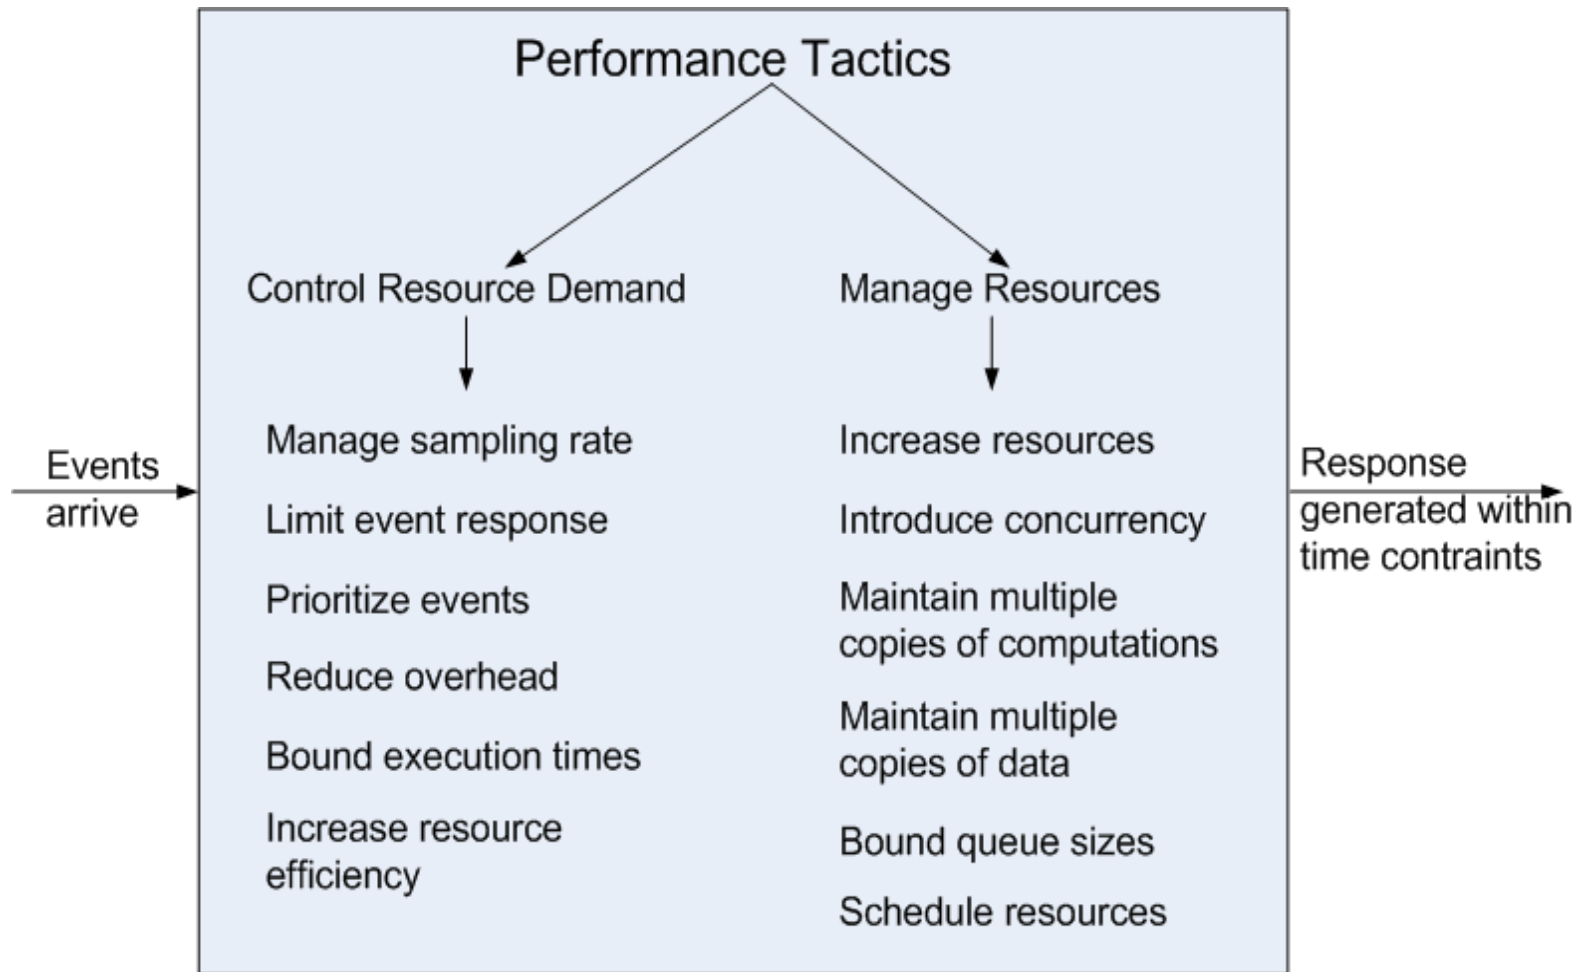 Performance Tactics
Control Resource Demand
Manage sampling rate
Limit event response
Prioritize events
Reduce overhead
Bound execution times
Increase resource
efficiency
Manage Resources
Increase resources
Introduce concurrency
Maintain multiple
copies of computations
Maintain multiple
copies of data
Bound queue sizes
Schedule resources
Events
arrive
Response
generated within
time contraints